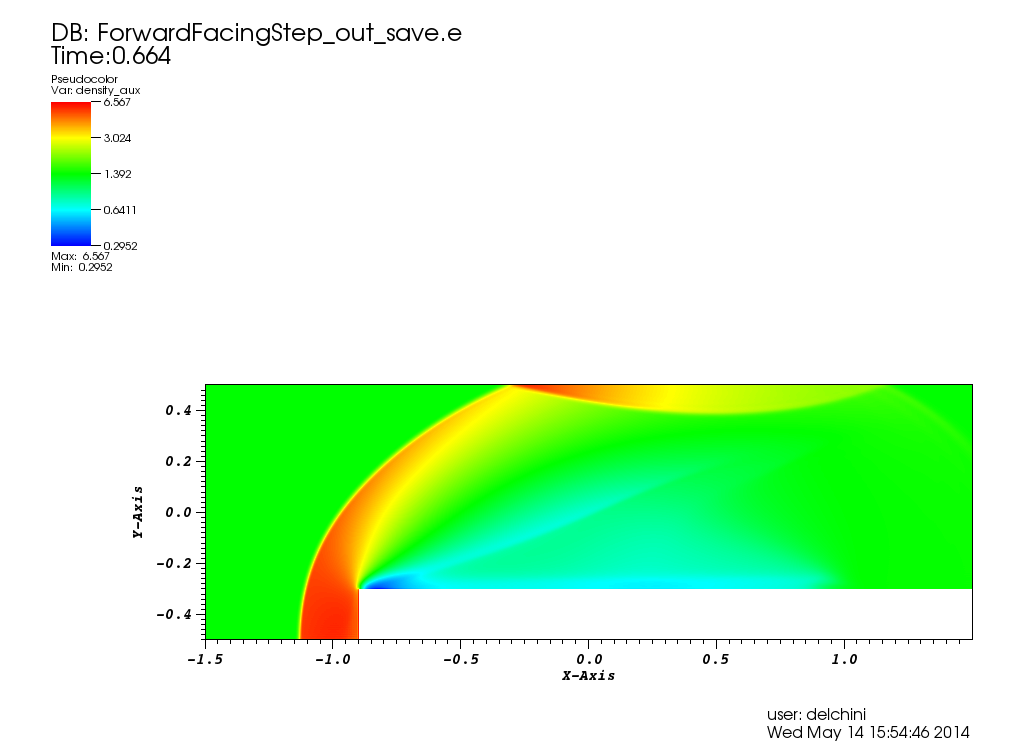 DB: ForwardFacingStep_out_save.e
Time:0.664
Pseudocolor
Var: density_aux
6.567
3.024
1.392
0.6411
0.2952
Max: 6.567
Min: 0.2952
0.4
0.2
0.0
-0.2
-0.4
Y-Axis
-1.5 -1.0 -0.5 0.0 0.5 1.0
X-Axis
user: delchini
Wed May 14 15:54:46 2014